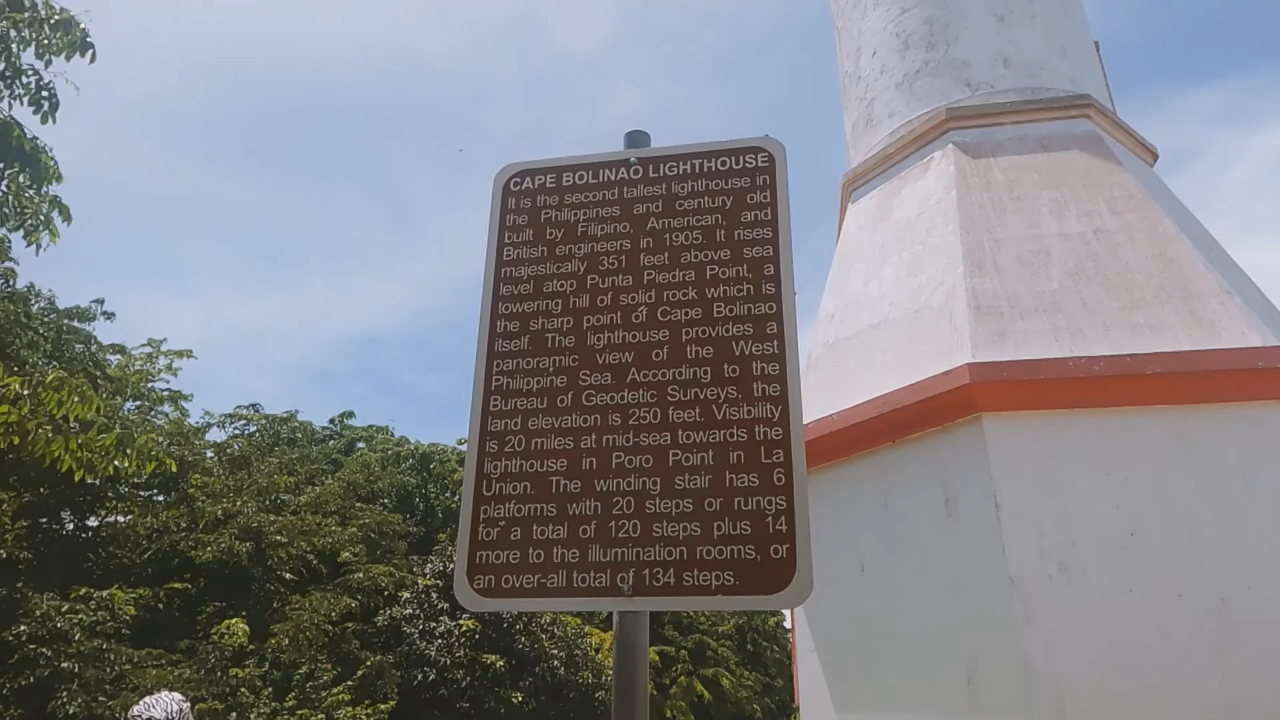 CAPE BOLINAO LIGHTHOUSE
It is the second tallest lighthouse in
the Philippines and century old
built by Filipino, American, and
British engineers in 1905. It rises
majestically 351 feet above sea
level atop Punta Piedra Point, a
towering hill of solid rock which is
the sharp point of Cape Bolinao
itself. The lighthouse provides a
panoramic view of the West
Philippine Sea. According to the
Bureau of Geodetic Surveys, the
land elevation is 250 feet. Visibility
is 20 miles at mid-sea towards the
lighthouse in Poro Point in La
Union. The winding stair has 6
platforms with 20 steps or rungs
for a total of 120 steps plus 14
more to the illumination rooms, or
an over-all total of 134 steps.